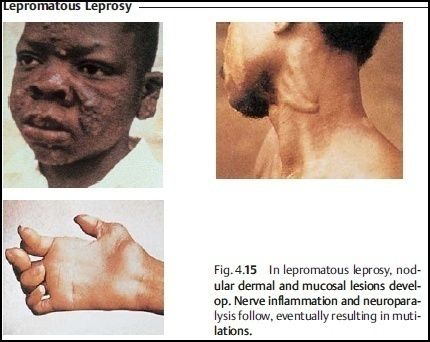 Lepromatous Leprosy
Fig. 4.15 In lepromatous leprosy, nod-
ular dermal and mucosal lesions devel-
op. Nerve inflammation and neuropara-
lysis follow, eventually resulting in muti-
lations.